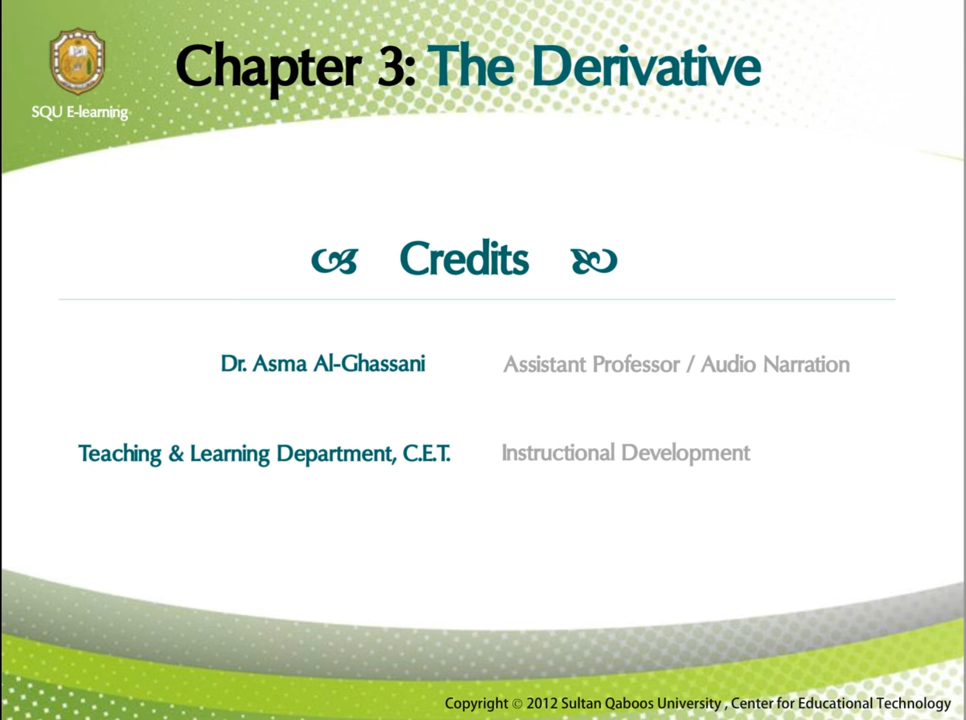 Chapter 3: The Derivative
SQU E-learning
Credits
Dr. Asma Al-Ghassani Assistant Professor / Audio Narration
Teaching & Learning Department, C.E.T. Instructional Development
Copyright © 2012 Sultan Qaboos University , Center for Educational Technology